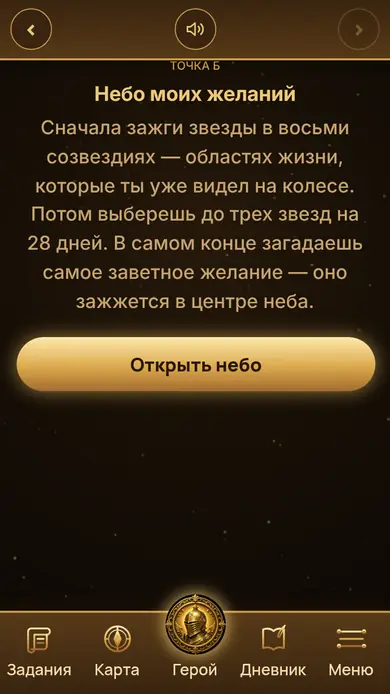 ТОЧКА Б
Небо моих желаний
Сначала зажги звезды в восьми
созвездиях — областях жизни,
которые ты уже видел на колесе.
Потом выберешь до трех звезд на
28 дней. В самом конце загадаешь
самое заветное желание — оно
зажжется в центре неба.
Открыть небо
Задания
Карта
Герой
Дневник
Меню